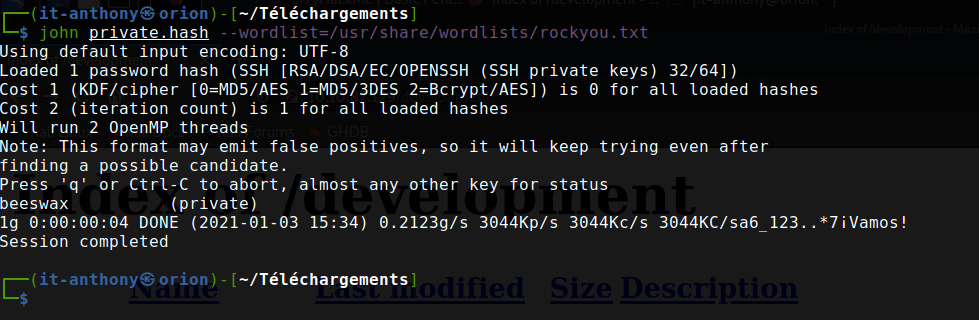 ┌──(it-anthony㉿orion)-[~/Téléchargements]
└─$ john private.hash --wordlist=/usr/share/wordlists/rockyou.txt
Index of /development - Moz
Using default input encoding: UTF-8
Loaded 1 password hash (SSH [RSA/DSA/EC/OPENSSH (SSH private keys) 32/64])
Cost 1 (KDF/cipher [0=MD5/AES 1=MD5/3DES 2=Bcrypt/AES]) is 0 for all loaded hashes
Cost 2 (iteration count) is 1 for all loaded hashes
Will run 2 OpenMP threads
GHDB
Note: This format may emit false positives, so it will keep trying even after
finding a possible candidate.
Press 'q' or Ctrl-C to abort, almost any other key for status
Index of /development
beeswax          (private)
1g 0:00:00:04 DONE (2021-01-03 15:34) 0.2123g/s 3044Kp/s 3044Kc/s 3044KC/sa6_123..*7¡Vamos!
Session completed
┌──(it-anthony㉿orion)-[~/Téléchargements]
└─$
Name Last modified Size Description